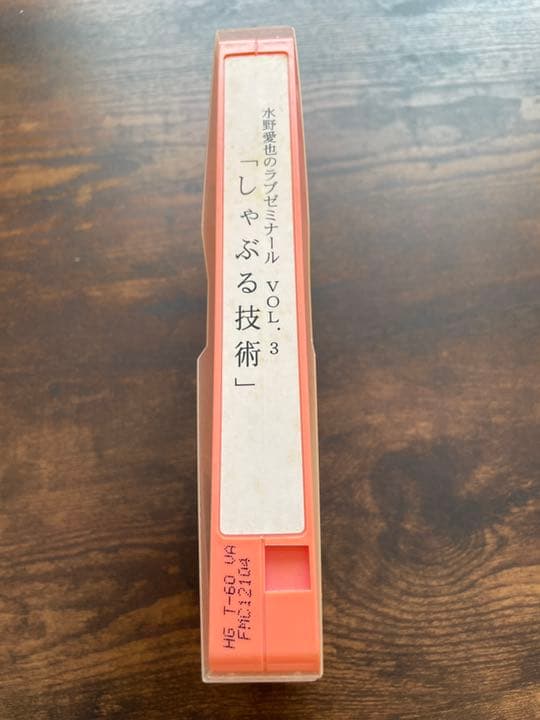 水野愛也のラブゼミナール VOL.3
「しゃぶる技術」
HG T-60 VA
FMC12104